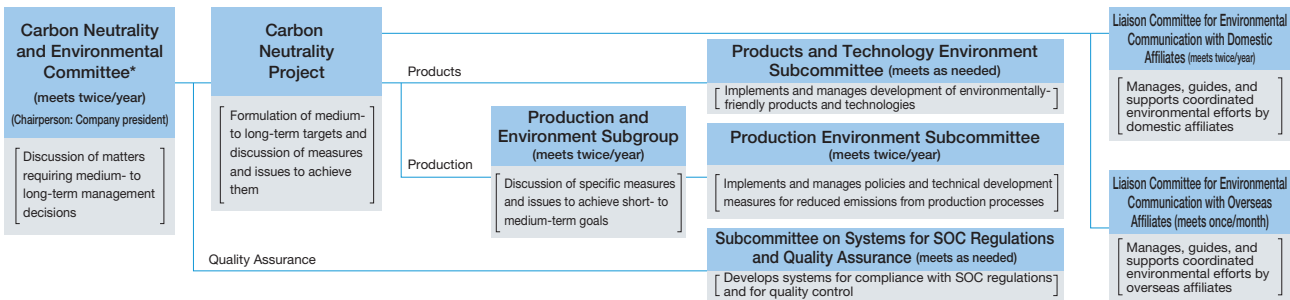 Carbon Neutrality
and Environmental
Committee*
(meets twice/year)
(Chairperson: Company president)
Discussion of matters
requiring medium- to
long-term management
decisions
Carbon
Neutrality
Project
Formulation of medium-
to long-term targets and
discussion of measures
and issues to achieve
them
Products
Production
Quality Assurance
Production and
Environment Subgroup
(meets twice/year)
Discussion of specific measures
and issues to achieve short- to
medium-term goals
Products and Technology Environment
Subcommittee (meets as needed)
Implements and manages development of environmentally-
friendly products and technologies
Production Environment Subcommittee
(meets twice/year)
Implements and manages policies and technical development
measures for reduced emissions from production processes
Subcommittee on Systems for SOC Regulations
and Quality Assurance (meets as needed)
Develops systems for compliance with SOC regulations
and for quality control
Liaison Committee for Environmental
Communication with Domestic
Affiliates (meets twice/year)
Manages, guides, and
supports coordinated
environmental efforts by
domestic affiliates
Liaison Committee for Environmental
Communication with Overseas
Affiliates (meets once/month)
Manages, guides, and
supports coordinated
environmental efforts by
overseas affiliates